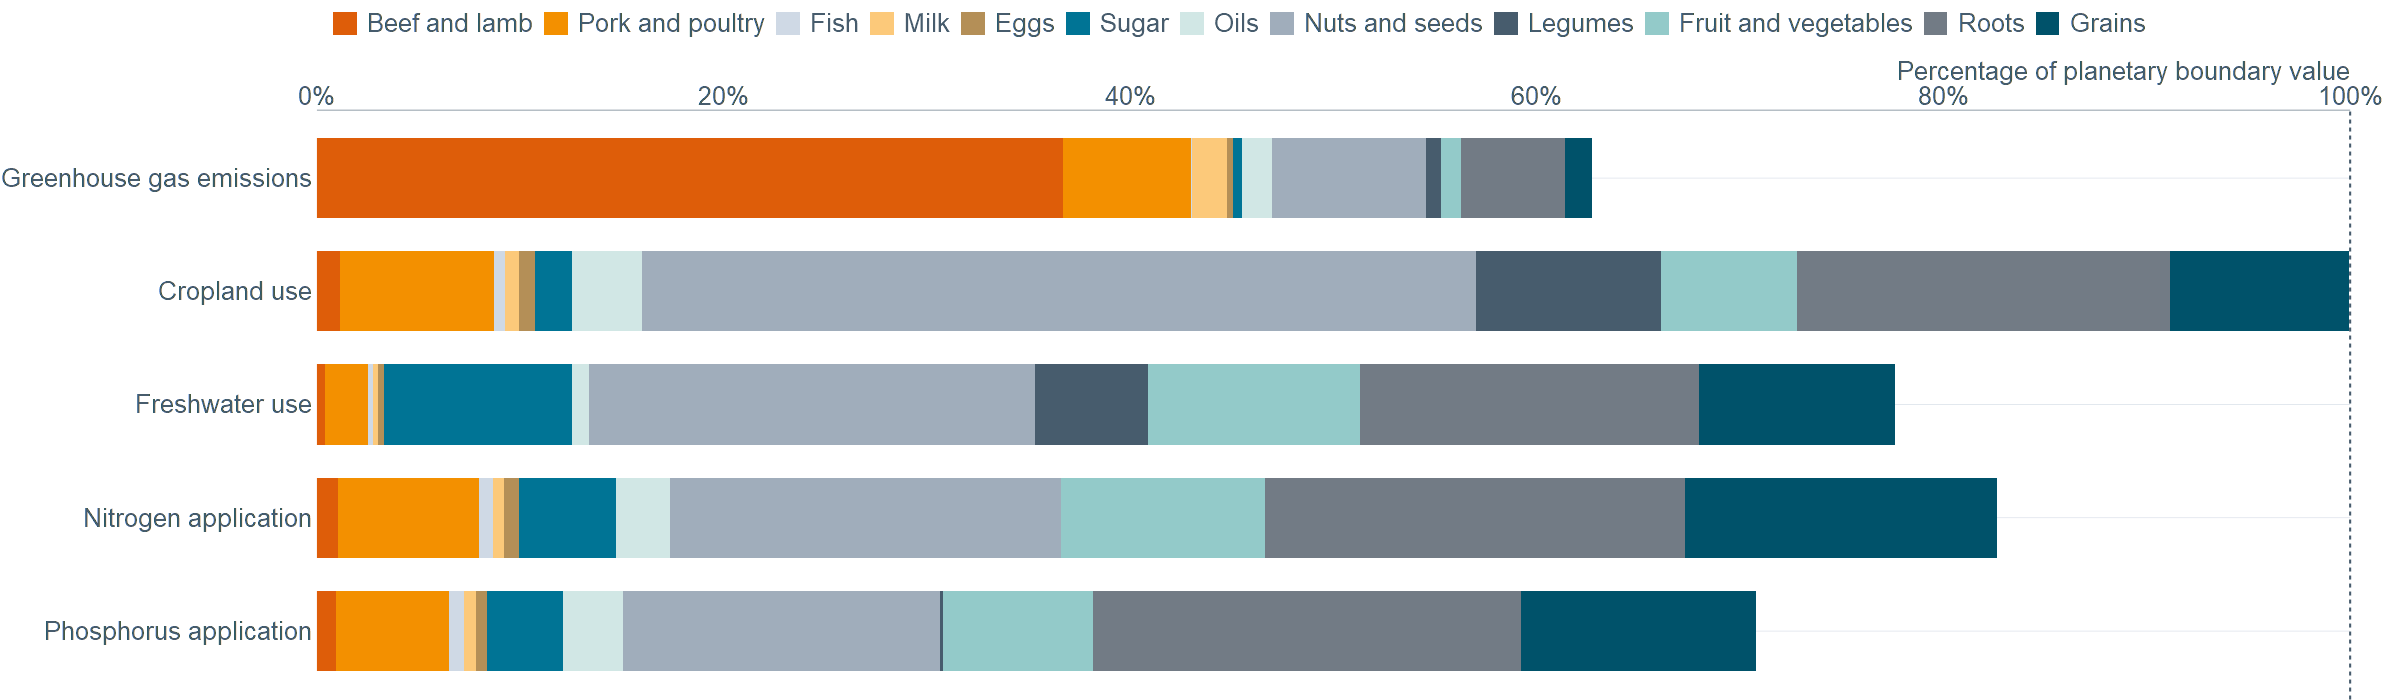 Beef and lamb Pork and poultry Fish Milk Eggs Sugar Oils Nuts and seeds Legumes Fruit and vegetables Roots Grains
Percentage of planetary boundary value
0% 20% 40% 60% 80% 100%
Greenhouse gas emissions
Cropland use
Freshwater use
Nitrogen application
Phosphorus application